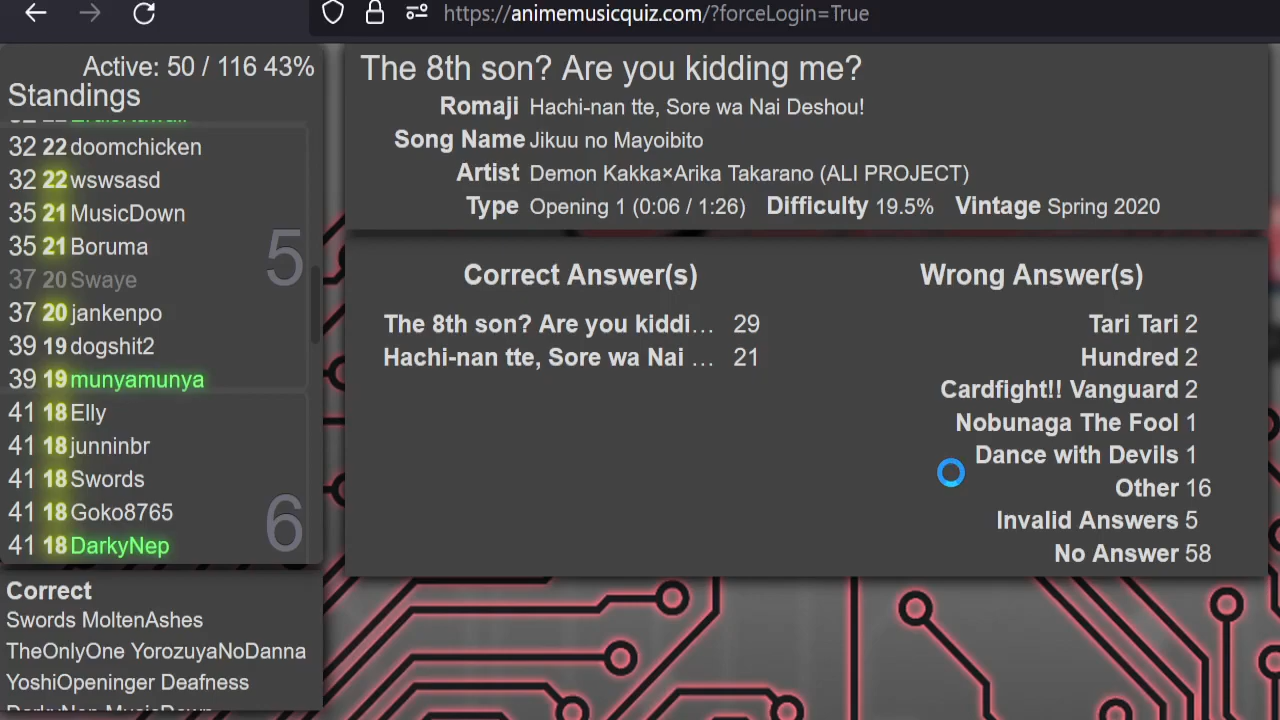 https://animemusicquiz.com/?forceLogin=True
Active: 50 / 116 43%
Standings
32 22 doomchicken
32 22 wswsasd
35 21 MusicDown
35 21 Boruma
5
37 20 Swaye
37 20 jankenpo
39 19 dogshit2
39 19 munyamunya
41 18 Elly
41 18 junninbr
41 18 Swords
41 18 Goko8765
6
41 18 DarkyNep
Correct
Swords MoltenAshes
TheOnlyOne YorozuyaNoDanna
YoshiOpeninger Deafness
DarkyNep MusicDown
The 8th son? Are you kidding me?
Romaji Hachi-nan tte, Sore wa Nai Deshou!
Song Name Jikuu no Mayoibito
Artist Demon Kakka×Arika Takarano (ALI PROJECT)
Type Opening 1 (0:06 / 1:26) Difficulty 19.5% Vintage Spring 2020
Correct Answer(s)
The 8th son? Are you kiddi... 29
Hachi-nan tte, Sore wa Nai ... 21
Wrong Answer(s)
Tari Tari 2
Hundred 2
Cardfight!! Vanguard 2
Nobunaga The Fool 1
Dance with Devils 1
Other 16
Invalid Answers 5
No Answer 58